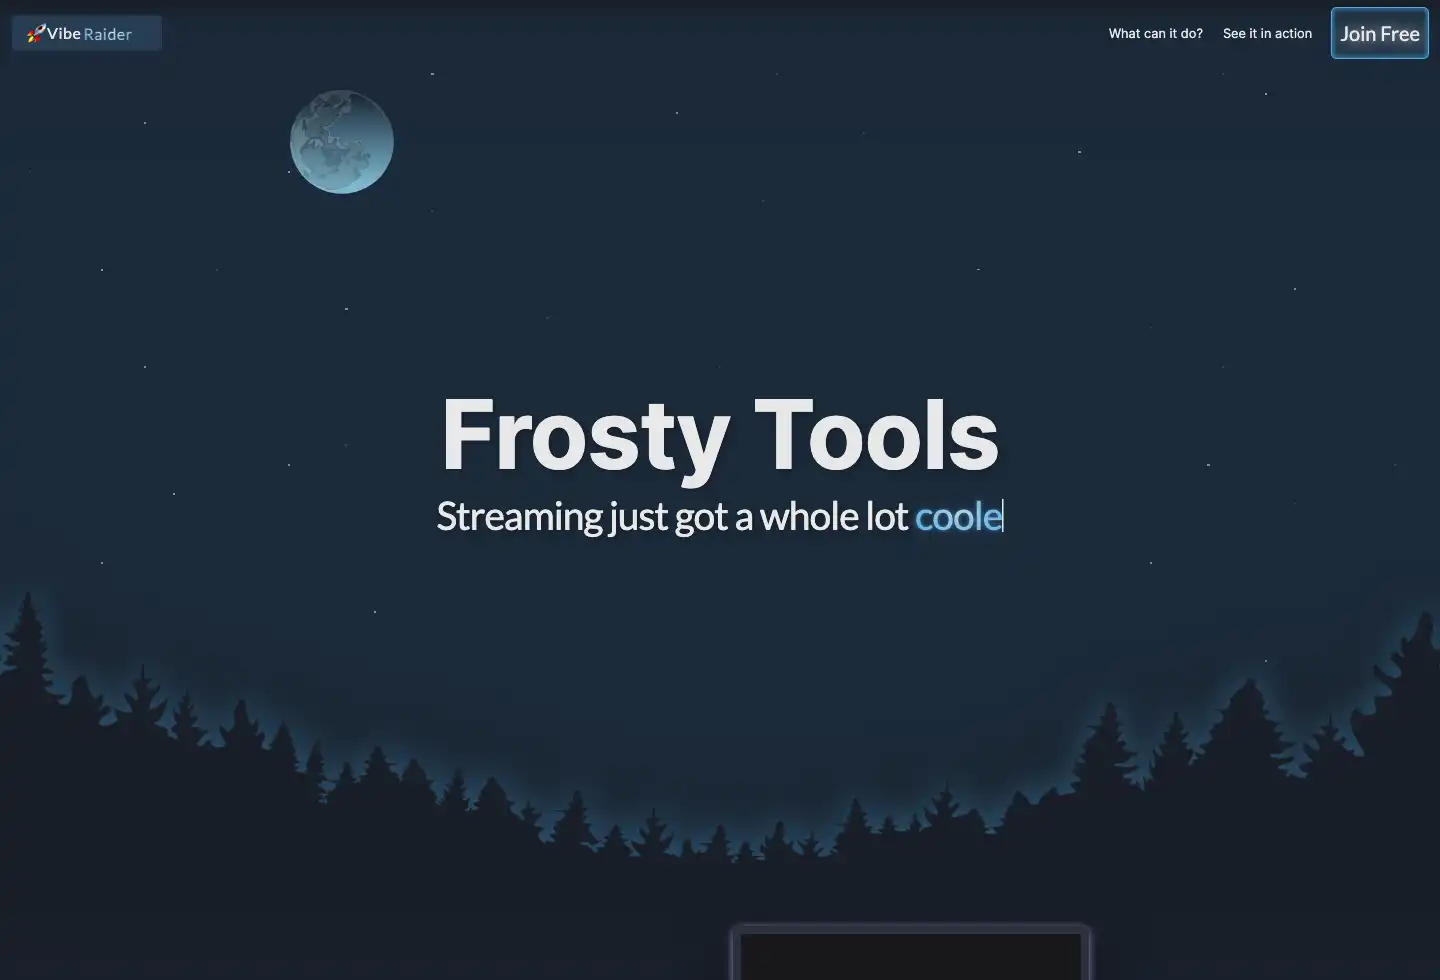 🚀Vibe Raider
What can it do?
See it in action
Join Free
Frosty Tools
Streaming just got a whole lot coole